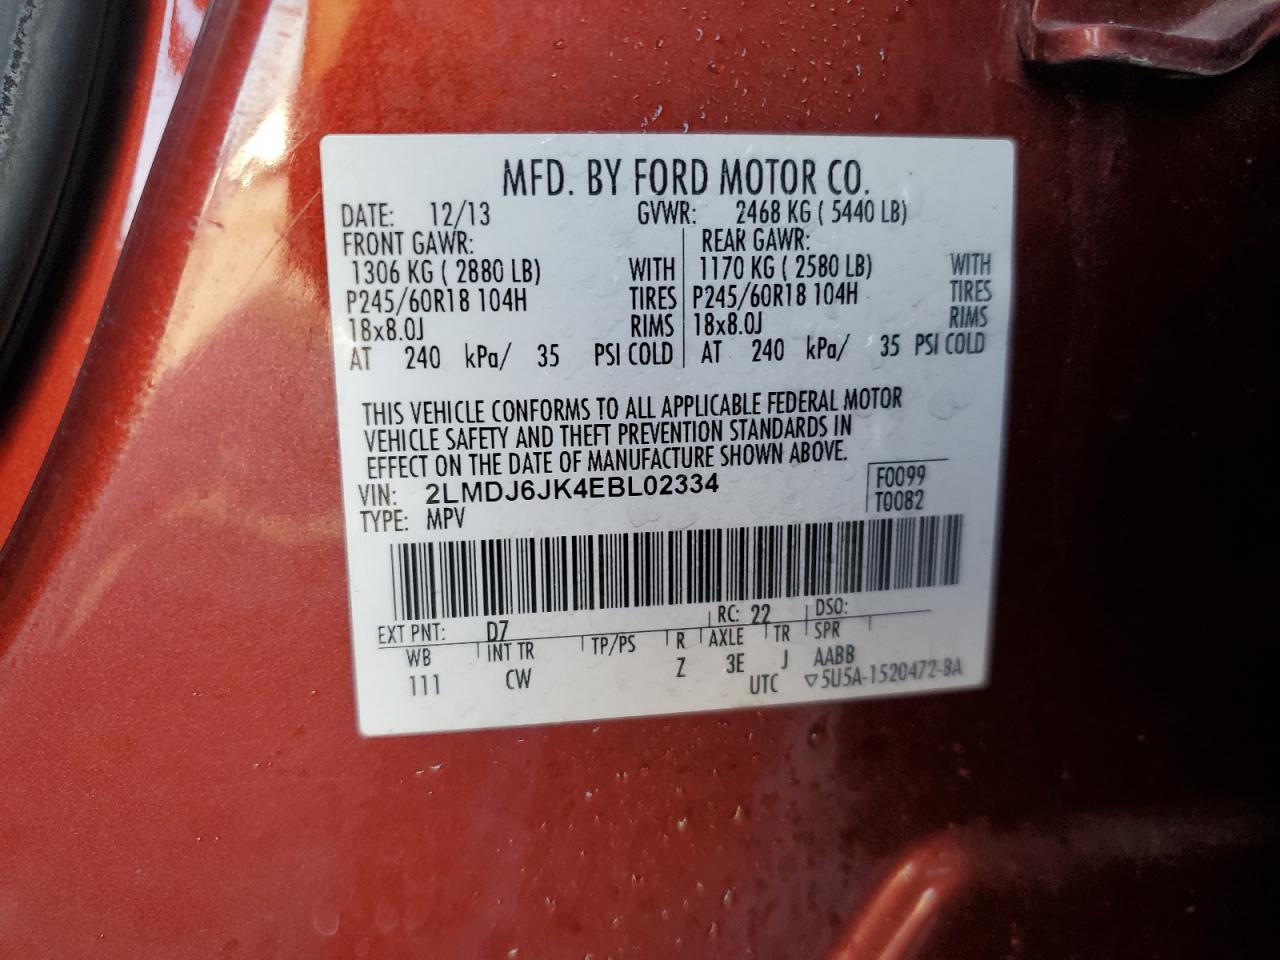 MFD. BY FORD MOTOR CO.
DATE: 12/13 GVWR: 2468 KG ( 5440 LB)
FRONT GAWR: REAR GAWR:
1306 KG ( 2880 LB) WITH 1170 KG ( 2580 LB) WITH
P245/60R18 104H TIRES P245/60R18 104H TIRES
18x8.0J RIMS 18x8.0J RIMS
AT 240 kPa/ 35 PSI COLD AT 240 kPa/ 35 PSI COLD
THIS VEHICLE CONFORMS TO ALL APPLICABLE FEDERAL MOTOR
VEHICLE SAFETY AND THEFT PREVENTION STANDARDS IN
EFFECT ON THE DATE OF MANUFACTURE SHOWN ABOVE.
VIN: 2LMDJ6JK4EBL02334 F0099
TYPE: MPV T0082
EXT PNT: D7 RC: 22 DSO:
WB INT TR TP/PS R AXLE TR SPR
111 CW Z 3E J AABB
UTC ▽5U5A-1520472-BA